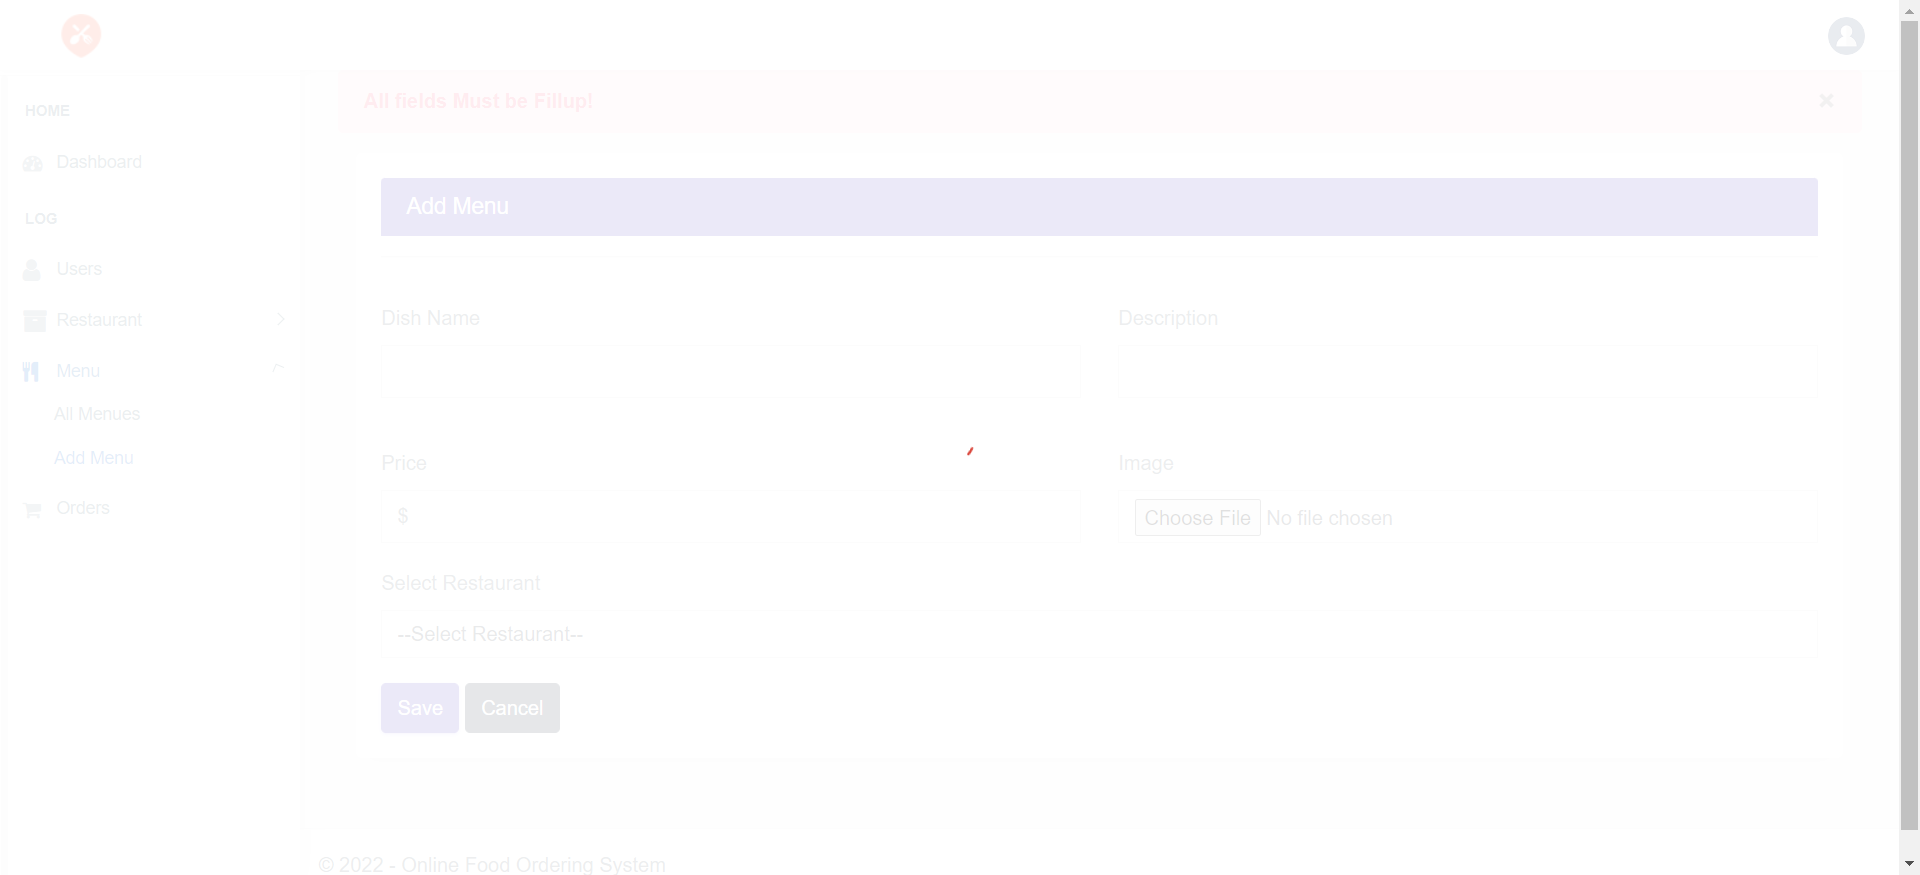 All fields Must be Fillup!
HOME
Dashboard
LOG
Users
Restaurant
Menu
All Menues
Add Menu
Orders
Add Menu
Dish Name
Description
Price
$
Image
Choose File No file chosen
Select Restaurant
--Select Restaurant--
Save
Cancel
© 2022 - Online Food Ordering System